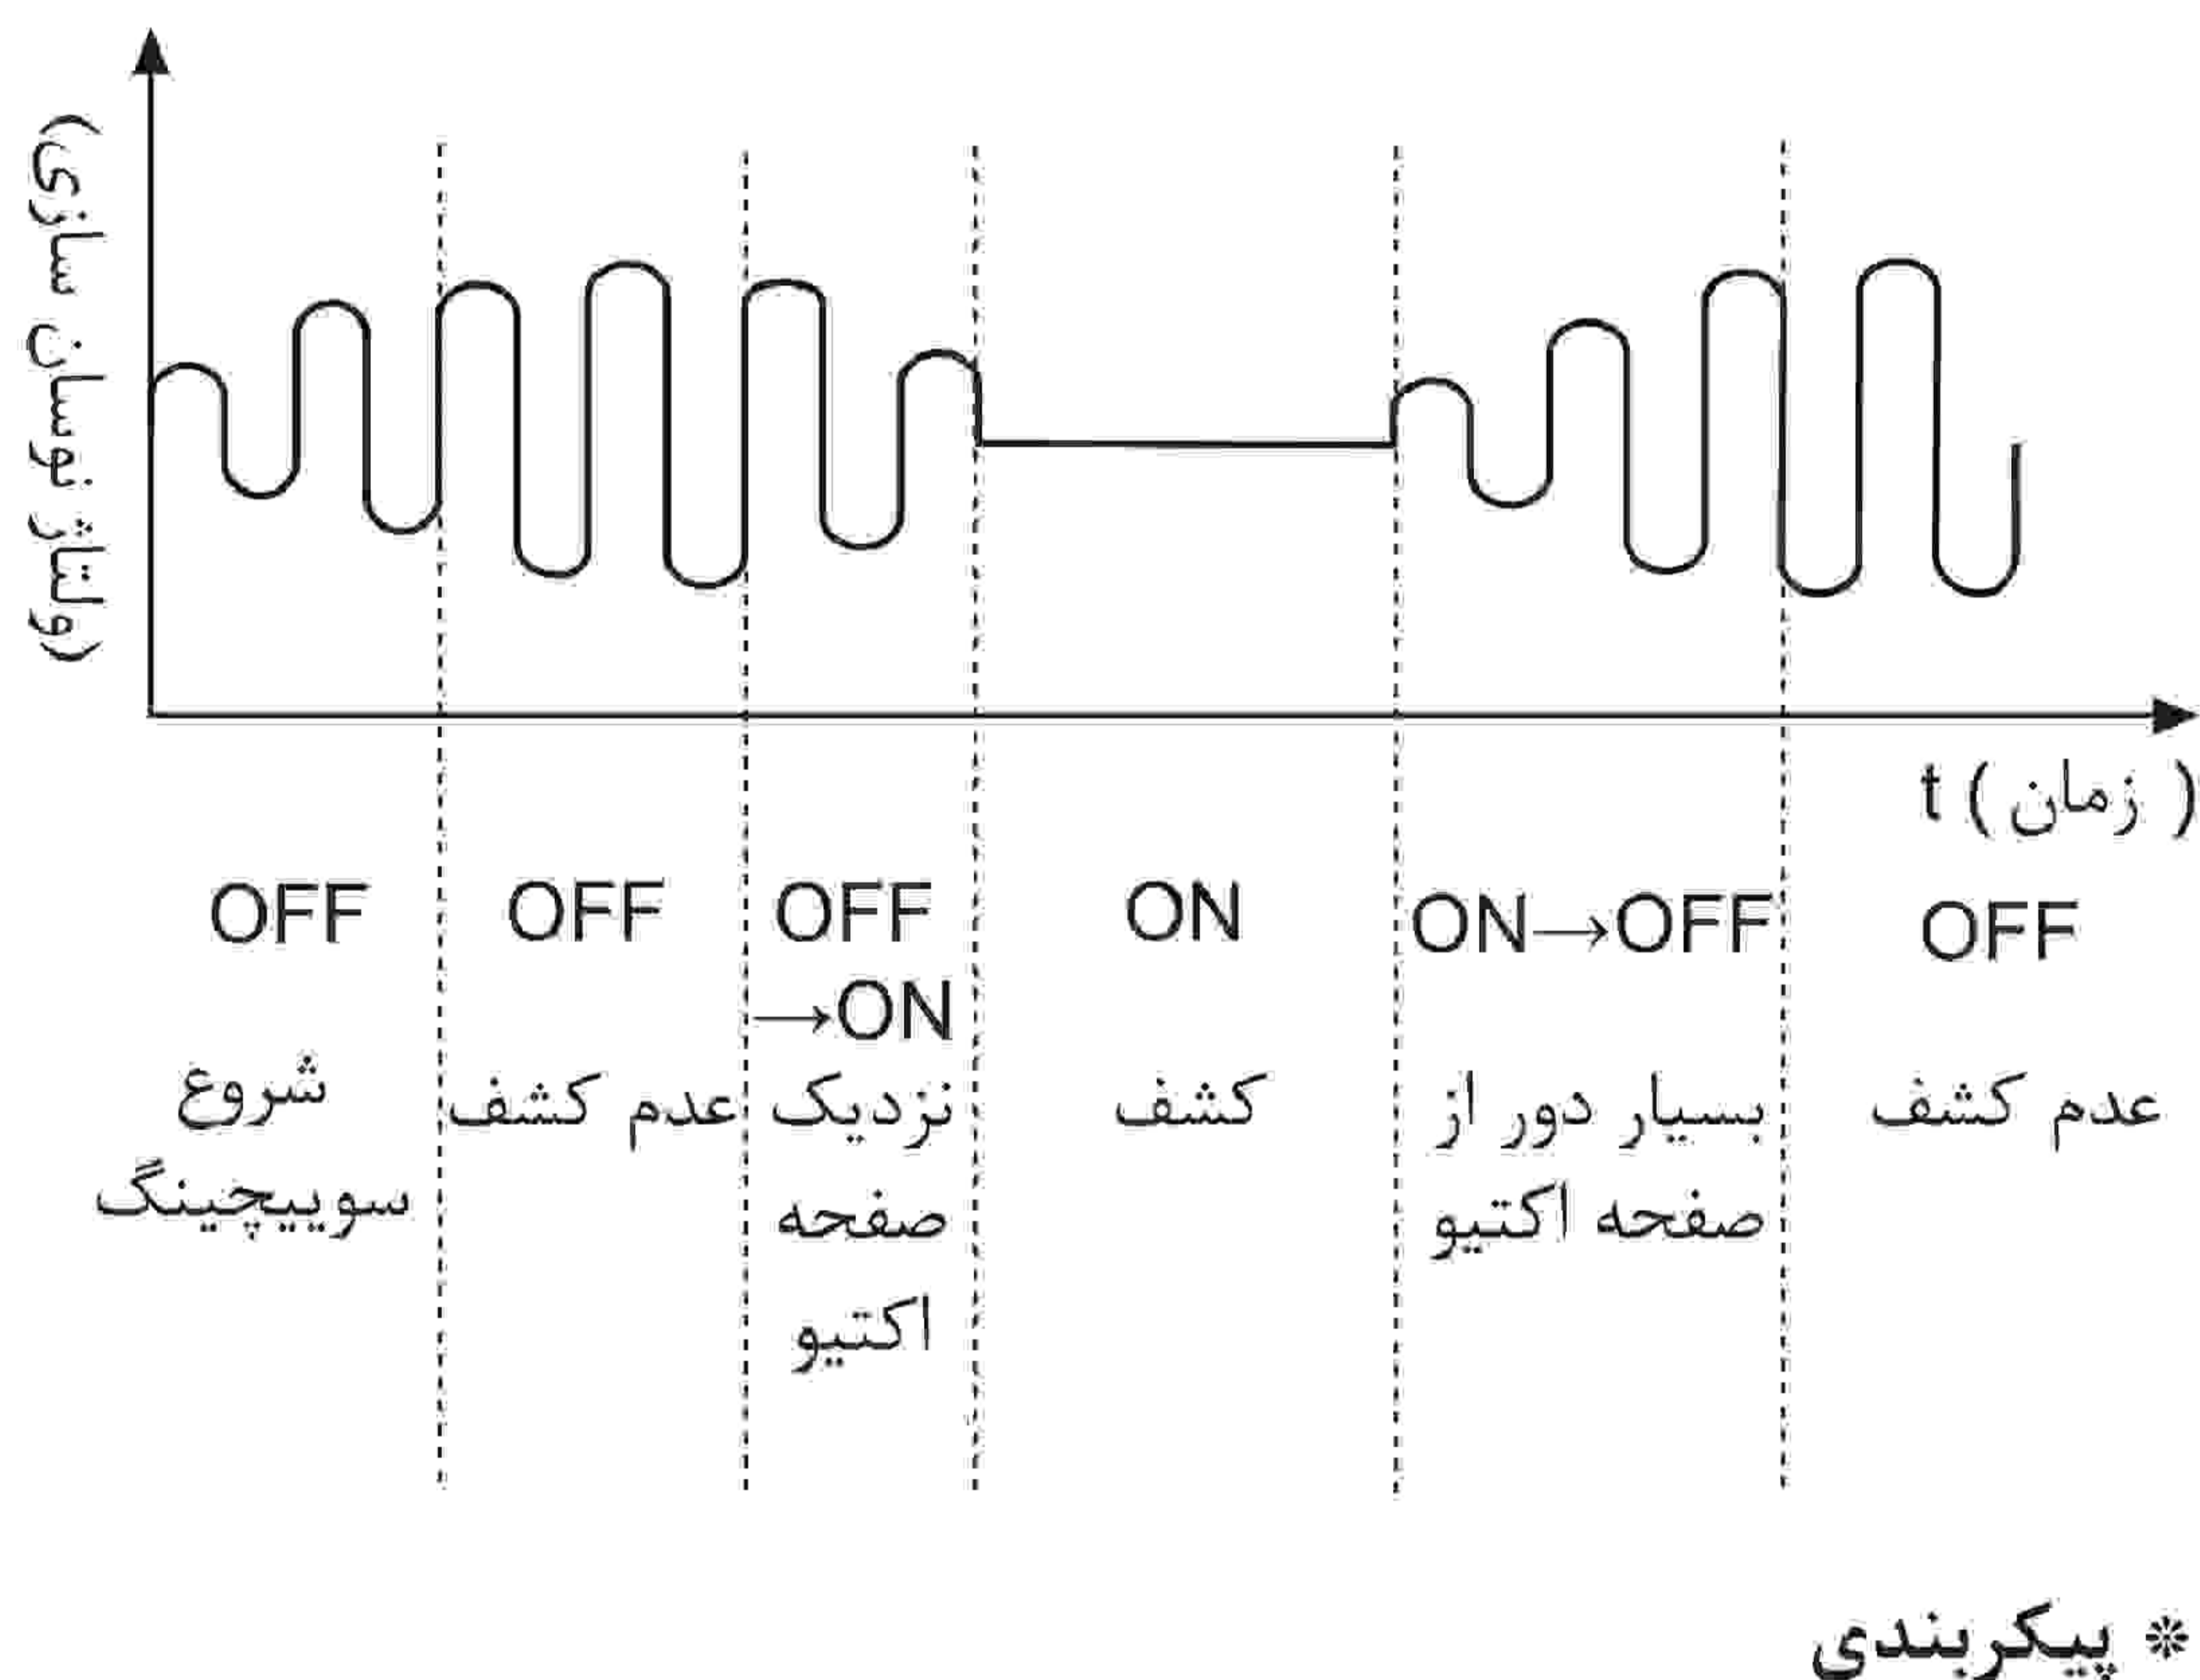 (ولتاژ نوسان سازی)
t ( زمان )
OFF
شروع
سوییچینگ
OFF
عدم کشف
OFF
→ON
نزدیک
صفحه
اکتیو
ON
کشف
ON→OFF
بسیار دور از
صفحه اکتیو
OFF
عدم کشف
❊ پیکربندی